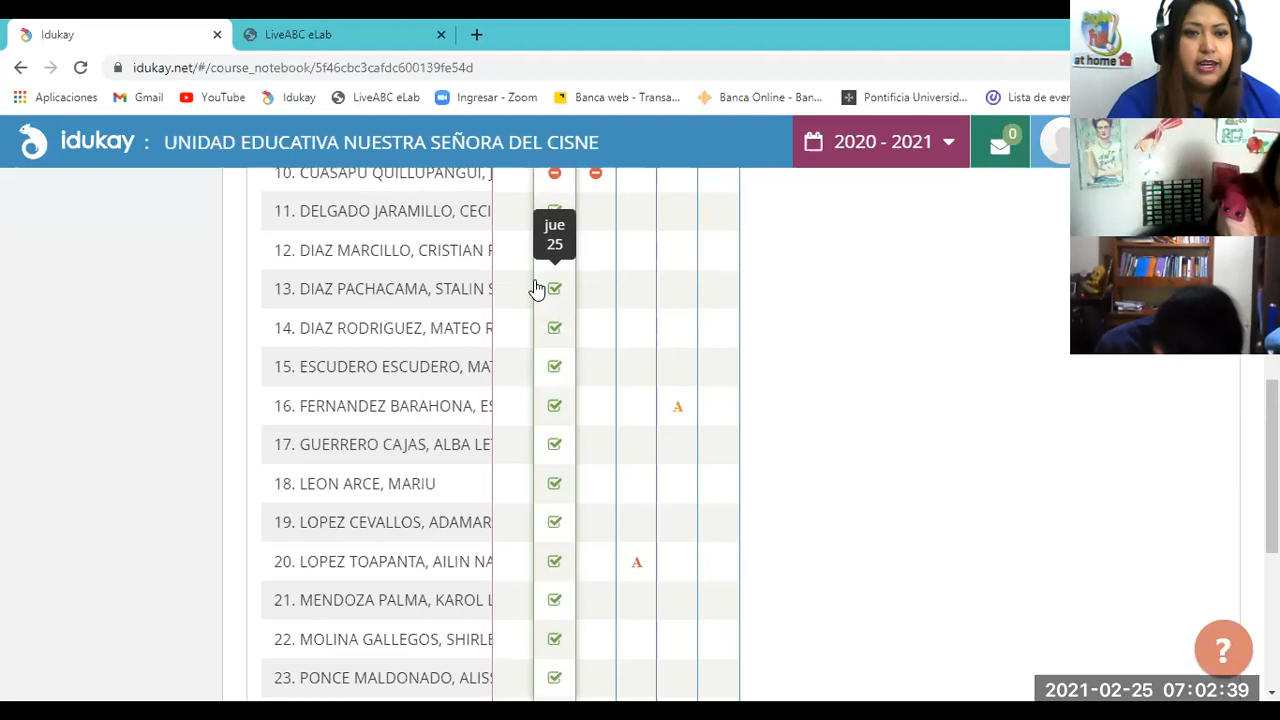 Idukay
LiveABC eLab
idukay.net/#/course_notebook/5f46cbc3cadbc600139fe54d
Aplicaciones
Gmail
YouTube
Idukay
LiveABC eLab
Ingresar - Zoom
Banca web - Transa...
Banca Online - Ban...
Pontificia Universid...
Lista de eve
idukay : UNIDAD EDUCATIVA NUESTRA SEÑORA DEL CISNE
2020 - 2021
0
10. CUASAPU QUILLUPANGUI, J
11. DELGADO JARAMILLO, CECI
jue
25
12. DIAZ MARCILLO, CRISTIAN
13. DIAZ PACHACAMA, STALIN S
14. DIAZ RODRIGUEZ, MATEO R
15. ESCUDERO ESCUDERO, MA
16. FERNANDEZ BARAHONA, ES
A
17. GUERRERO CAJAS, ALBA LE
18. LEON ARCE, MARIU
19. LOPEZ CEVALLOS, ADAMAR
20. LOPEZ TOAPANTA, AILIN NA
A
21. MENDOZA PALMA, KAROL L
22. MOLINA GALLEGOS, SHIRLE
23. PONCE MALDONADO, ALIS
?
2021-02-25 07:02:39
at home